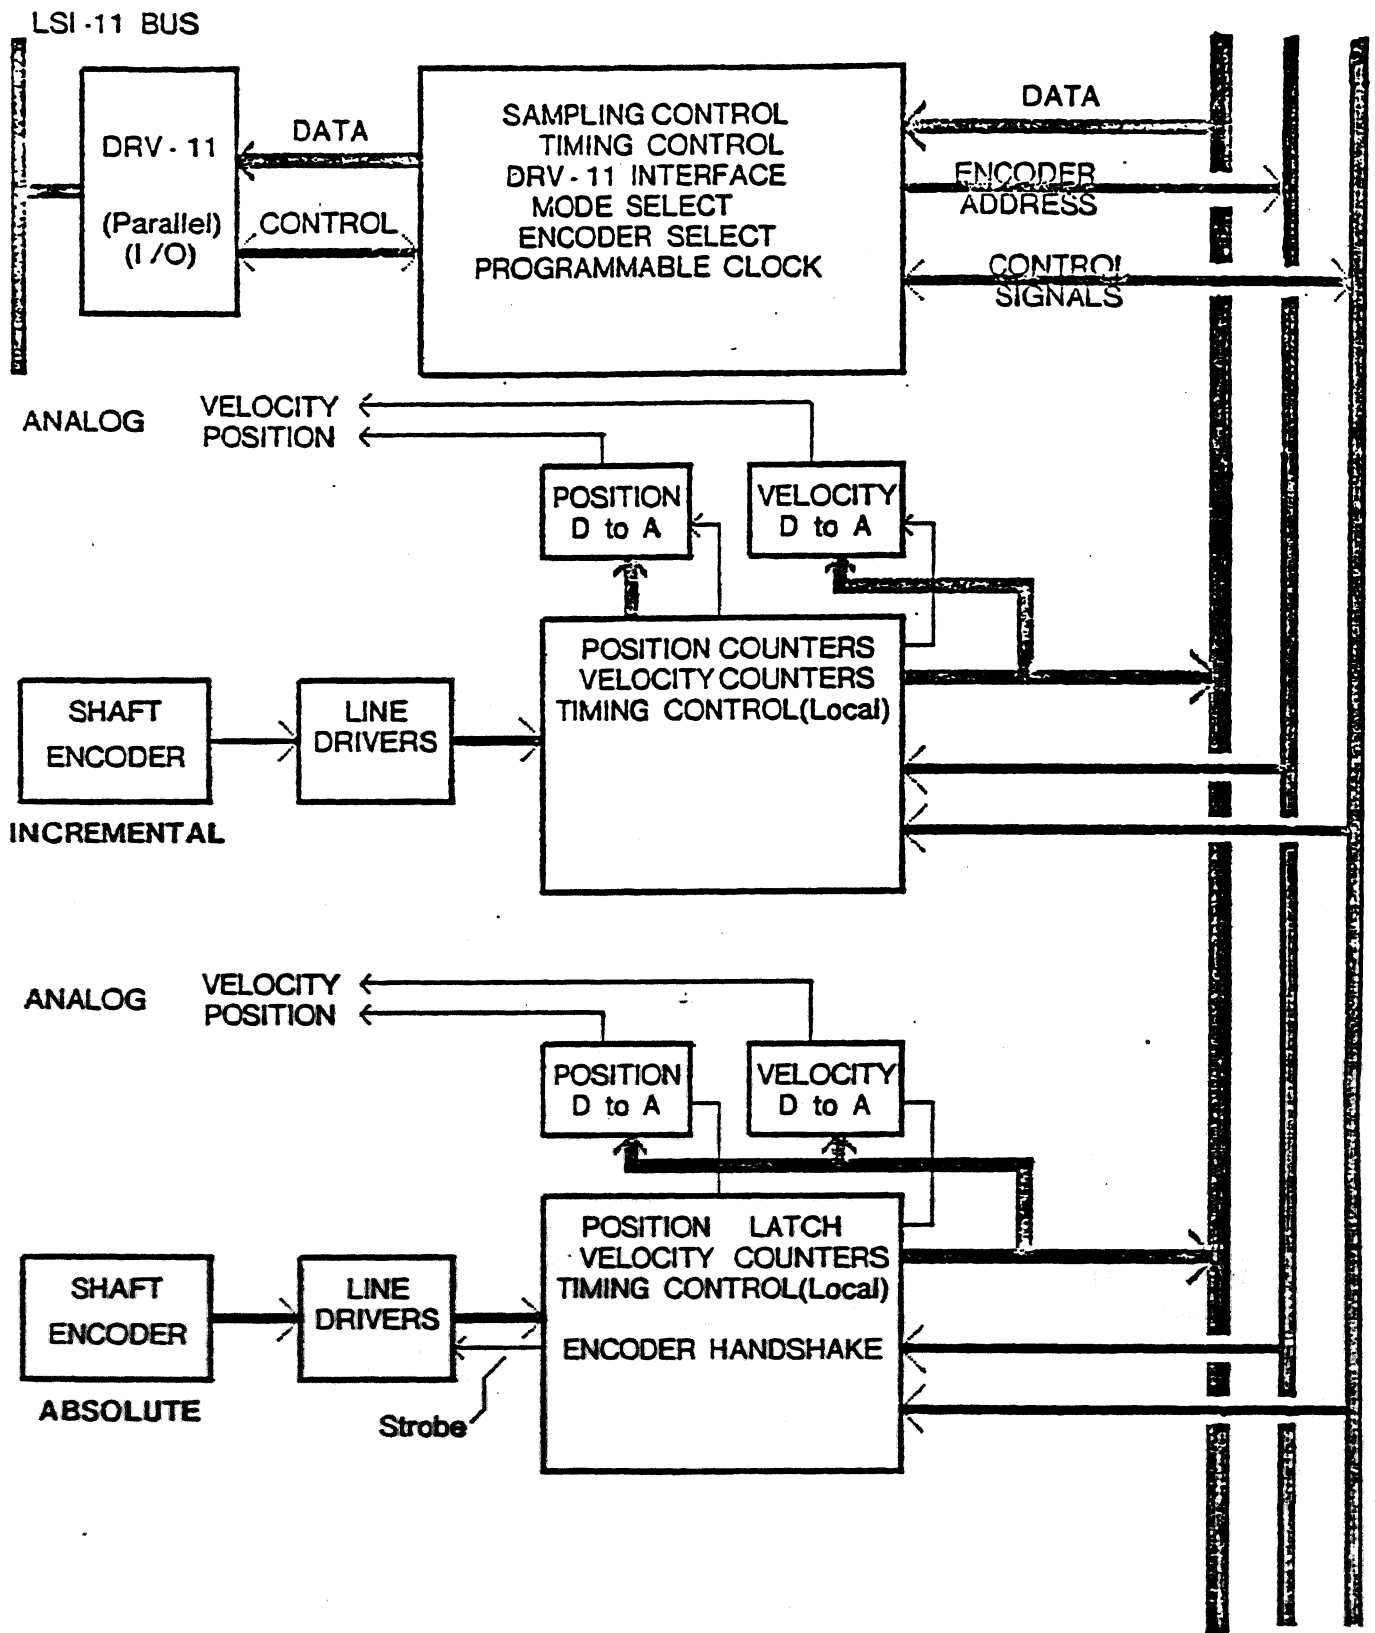 LSI-11 BUS
DRV-11
(Parallel)
(I/O)
DATA
CONTROL
SAMPLING CONTROL
TIMING CONTROL
DRV-11 INTERFACE
MODE SELECT
ENCODER SELECT
PROGRAMMABLE CLOCK
DATA
ENCODER
ADDRESS
CONTROL
SIGNALS
ANALOG
VELOCITY
POSITION
POSITION
D to A
VELOCITY
D to A
SHAFT
ENCODER
INCREMENTAL
LINE
DRIVERS
POSITION COUNTERS
VELOCITY COUNTERS
TIMING CONTROL(Local)
ANALOG
VELOCITY
POSITION
POSITION
D to A
VELOCITY
D to A
SHAFT
ENCODER
ABSOLUTE
LINE
DRIVERS
Strobe
POSITION LATCH
VELOCITY COUNTERS
TIMING CONTROL(Local)
ENCODER HANDSHAKE